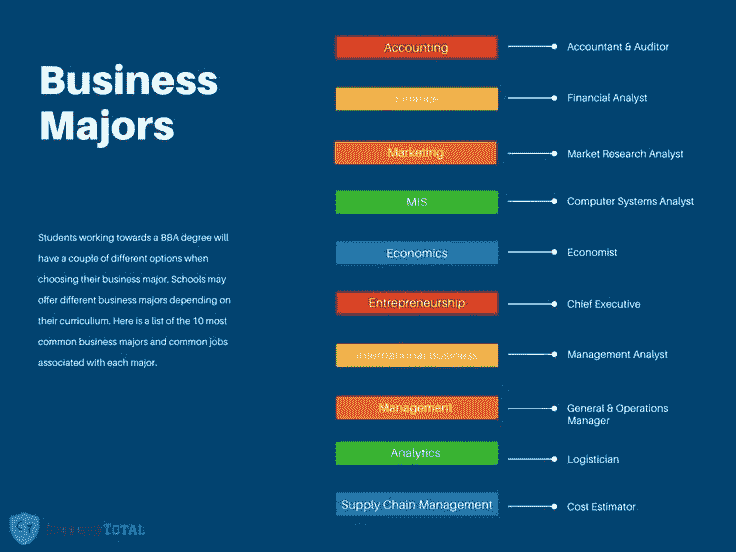 Business
Majors
Students working towards a BBA degree will
have a couple of different options when
choosing their business major. Schools may
offer different business majors depending on
their curriculum. Here is a list of the 10 most
common business majors and common jobs
associated with each major.
Accounting
Accountant & Auditor
Financial Analyst
Marketing
Market Research Analyst
MIS
Computer Systems Analyst
Economics
Economist
Entrepreneurship
Chief Executive
International Business
Management Analyst
Management
General & Operations
Manager
Analytics
Logistician
Supply Chain Management
Cost Estimator
TOTAL